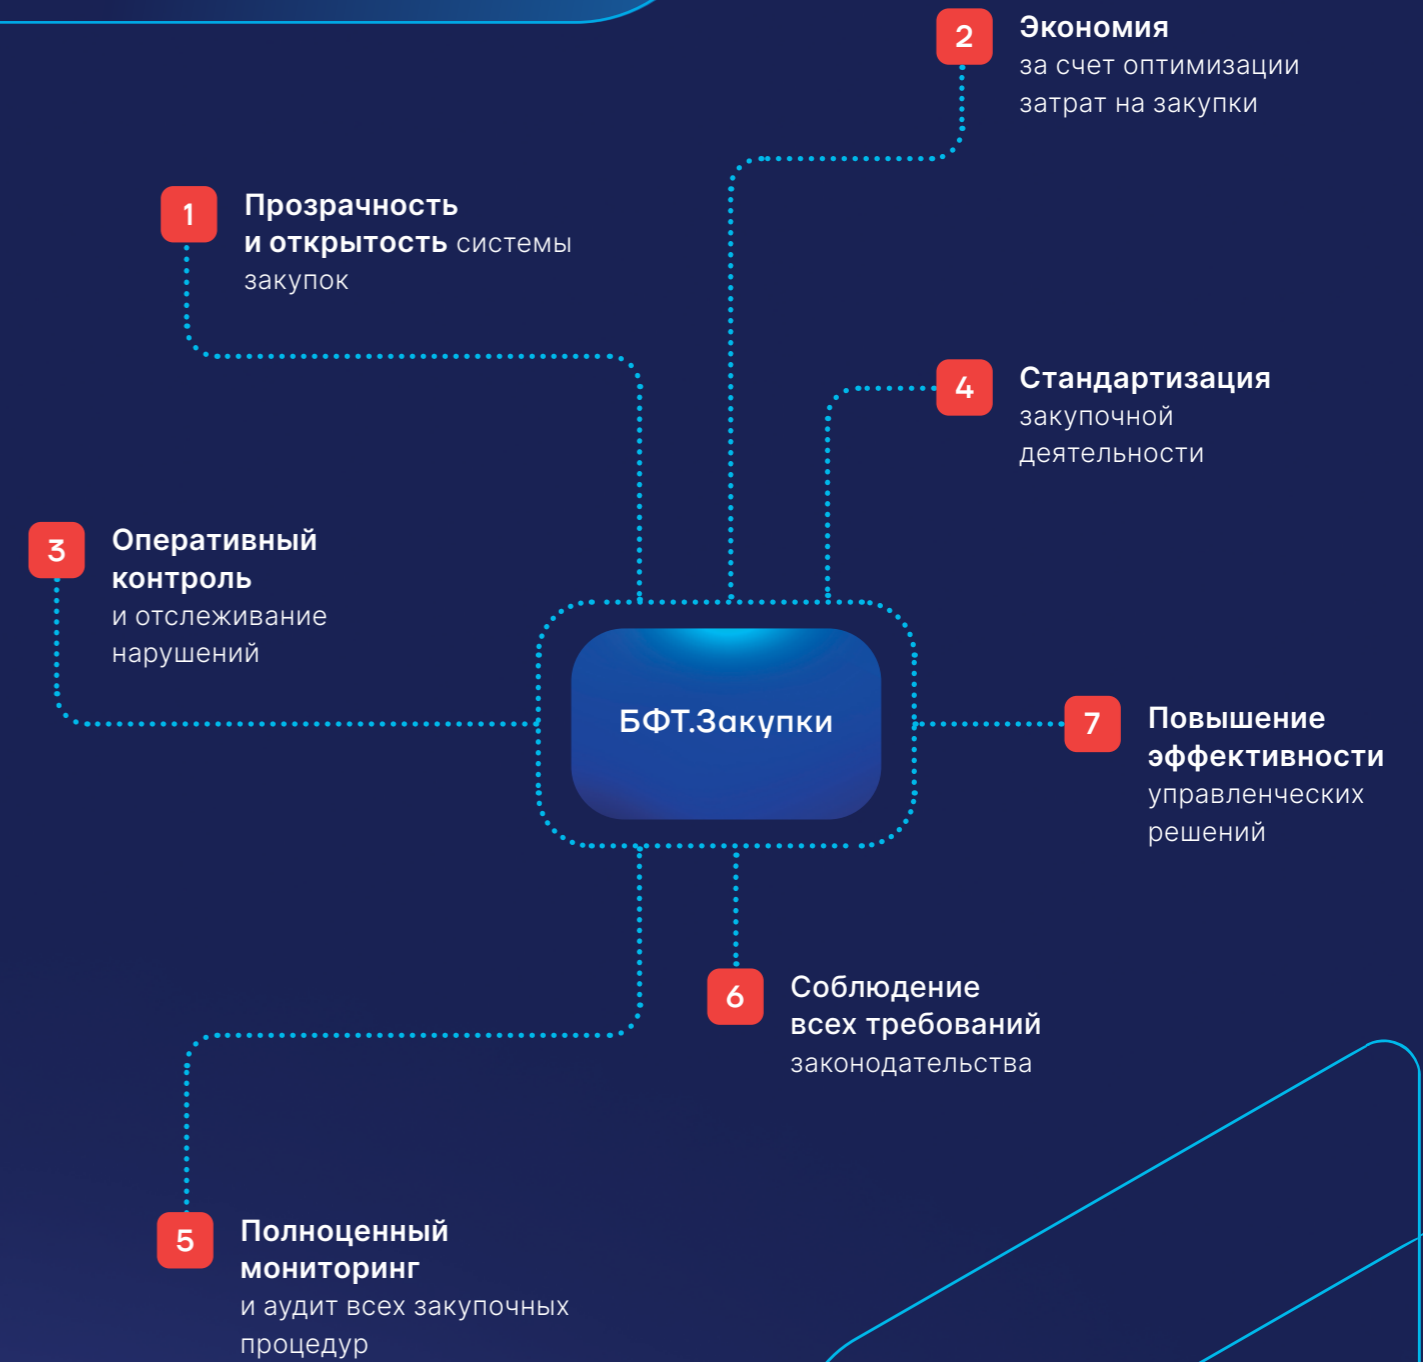 1
Прозрачность
и открытость системы
закупок
2
Экономия
за счет оптимизации
затрат на закупки
3
Оперативный
контроль
и отслеживание
нарушений
4
Стандартизация
закупочной
деятельности
БФТ.Закупки
5
Полноценный
мониторинг
и аудит всех закупочных
процедур
6
Соблюдение
всех требований
законодательства
7
Повышение
эффективности
управленческих
решений